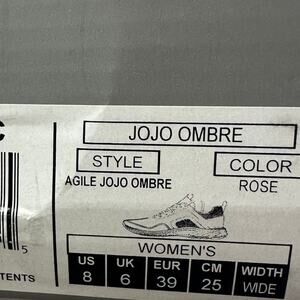 C
JOJO OMBRE
STYLE COLOR
AGILE JOJO OMBRE ROSE
5
WOMEN'S
US UK EUR CM WIDTH
8 6 39 25 WIDE
TENTS